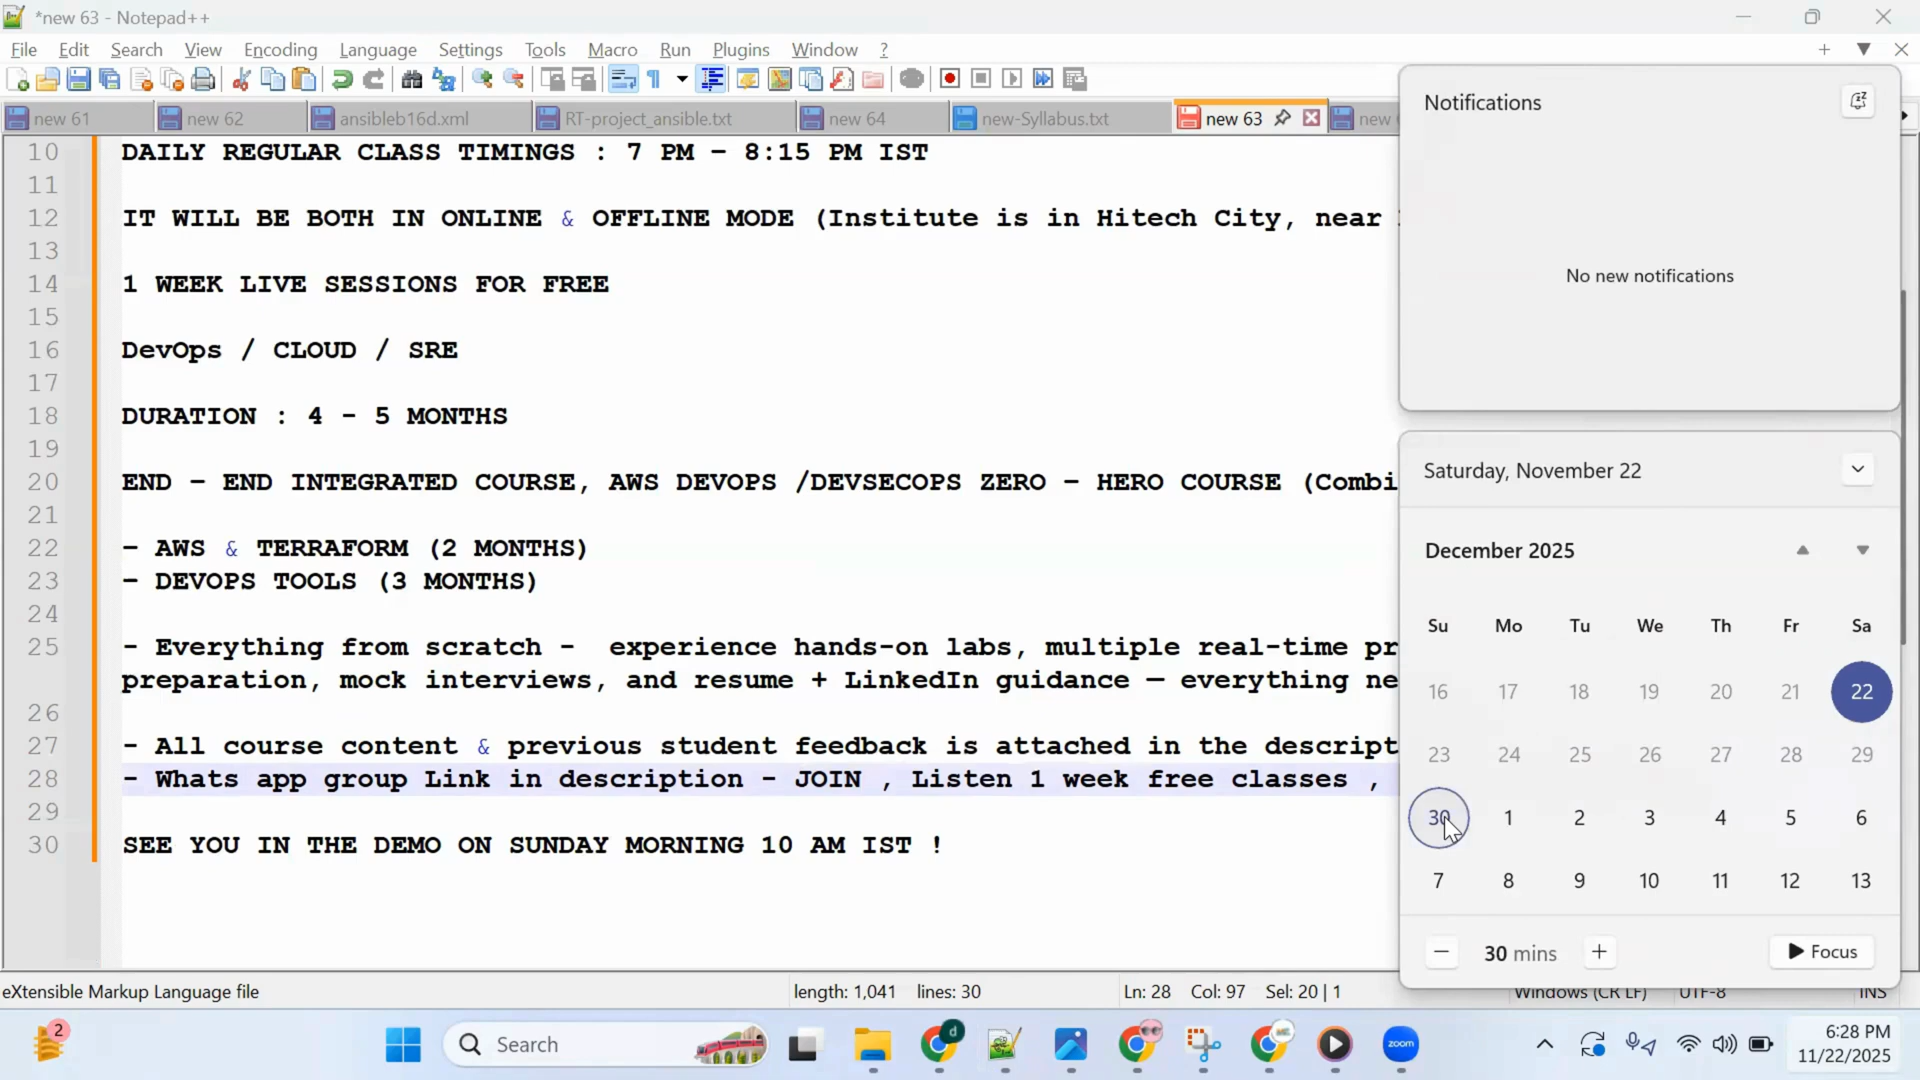 *new 63 - Notepad++
File Edit Search View Encoding Language Settings Tools Macro Run Plugins Window ?
new 61 new 62 ansibleb16d.xml RT-project_ansible.txt new 64 new-Syllabus.txt new 63 new
10 DAILY REGULAR CLASS TIMINGS : 7 PM - 8:15 PM IST
11
12 IT WILL BE BOTH IN ONLINE & OFFLINE MODE (Institute is in Hitech City, near
13
14 1 WEEK LIVE SESSIONS FOR FREE
15
16 DevOps / CLOUD / SRE
17
18 DURATION : 4 - 5 MONTHS
19
20 END - END INTEGRATED COURSE, AWS DEVOPS /DEVSECOPS ZERO - HERO COURSE (Combi
21
22 - AWS & TERRAFORM (2 MONTHS)
23 - DEVOPS TOOLS (3 MONTHS)
24
25 - Everything from scratch -  experience hands-on labs, multiple real-time pr
preparation, mock interviews, and resume + LinkedIn guidance — everything ne
26
27 - All course content & previous student feedback is attached in the descript
28 - Whats app group Link in description - JOIN , Listen 1 week free classes ,
29
30 SEE YOU IN THE DEMO ON SUNDAY MORNING 10 AM IST !
Notifications
No new notifications
Saturday, November 22
December 2025
Su Mo Tu We Th Fr Sa
16 17 18 19 20 21 22
23 24 25 26 27 28 29
30 1 2 3 4 5 6
7 8 9 10 11 12 13
30 mins Focus
eXtensible Markup Language file length: 1,041 lines: 30 Ln: 28 Col: 97 Sel: 20 | 1 Windows (CR LF) UTF-8 INS
2 Search d zoom 6:28 PM
11/22/2025